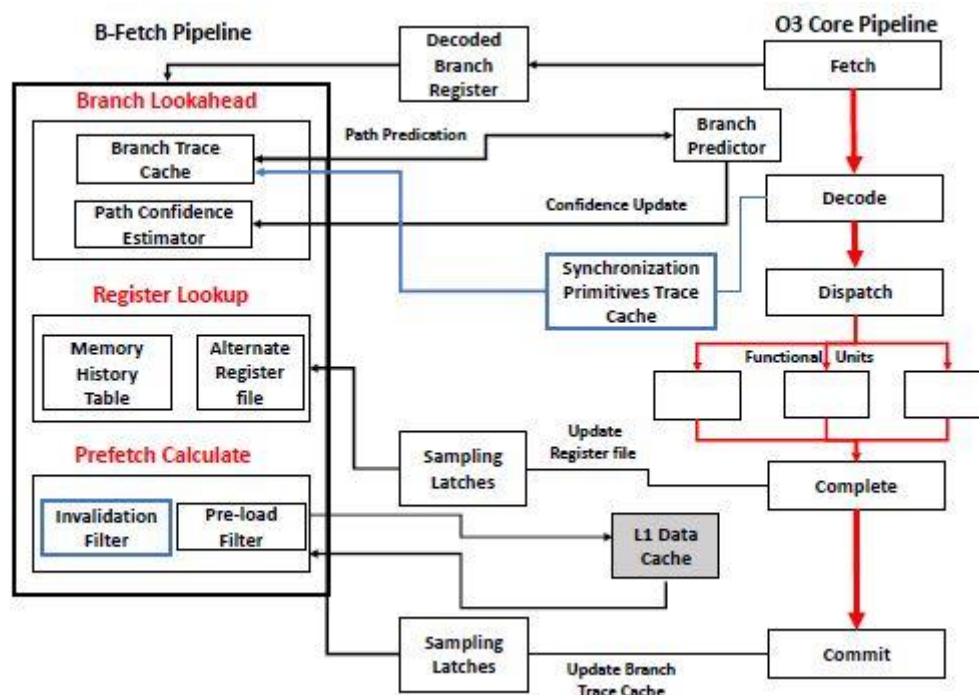 B-Fetch Pipeline
Decoded
Branch
Register
O3 Core Pipeline
Fetch
Branch Lookahead
Branch Trace
Cache
Path Predication
Branch
Predictor
Path Confidence
Estimator
Confidence Update
Decode
Synchronization
Primitives Trace
Cache
Dispatch
Register Lookup
Memory
History
Table
Alternate
Register
file
Functional Units
Prefetch Calculate
Sampling
Latches
Update
Register file
Complete
Invalidation
Filter
Pre-load
Filter
L1 Data
Cache
Sampling
Latches
Update Branch
Trace Cache
Commit